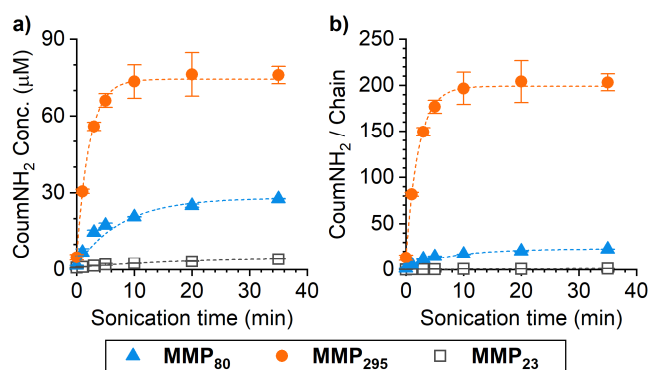 a)
b)
CoumNH2 Conc. (μM)
90
60
30
0
0 10 20 30 40
Sonication time (min)
CoumNH2 / Chain
250
200
150
100
50
0
0 10 20 30 40
Sonication time (min)
MMP80 MMP295 MMP23